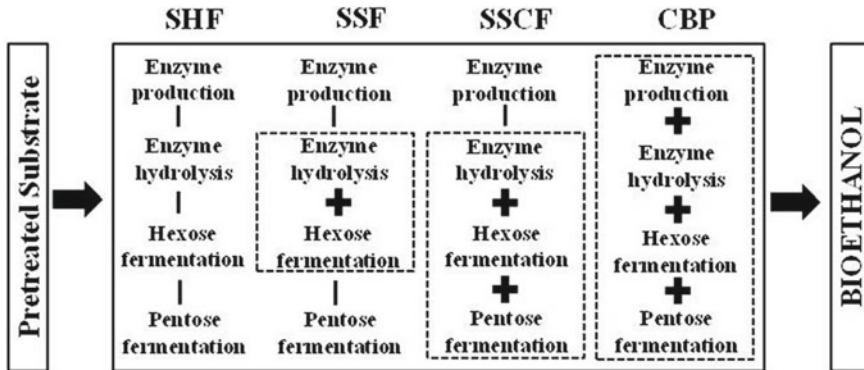 SHF
SSF
SSCF
CBP
Pretreated Substrate
Enzyme
production
Enzyme
hydrolysis
Hexose
fermentation
Pentose
fermentation
Enzyme
production
Enzyme
hydrolysis
Hexose
fermentation
Pentose
fermentation
Enzyme
production
Enzyme
hydrolysis
Hexose
fermentation
Pentose
fermentation
Enzyme
production
Enzyme
hydrolysis
Hexose
fermentation
Pentose
fermentation
BIOETHANOL